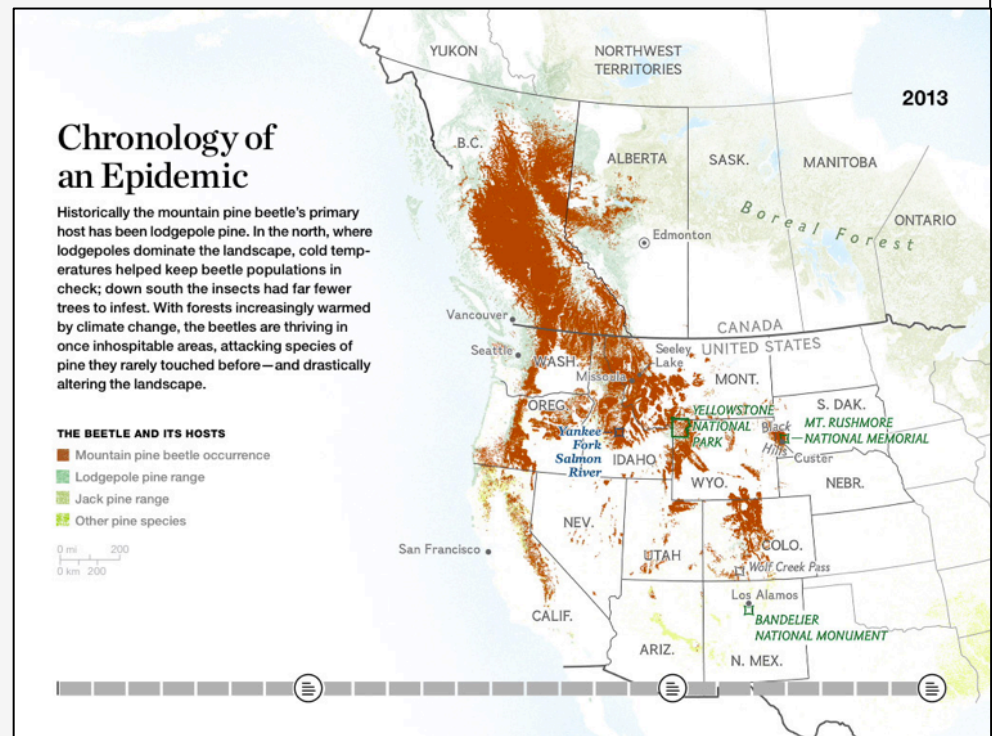 YUKON
NORTHWEST
TERRITORIES
2013
Chronology of
an Epidemic
B.C.
ALBERTA
SASK.
MANITOBA
Historically the mountain pine beetle's primary
host has been lodgepole pine. In the north, where
lodgepoles dominate the landscape, cold temp-
eratures helped keep beetle populations in
check; down south the insects had far fewer
trees to infest. With forests increasingly warmed
by climate change, the beetles are thriving in
once inhospitable areas, attacking species of
pine they rarely touched before—and drastically
altering the landscape.
Boreal Forest
ONTARIO
Edmonton
Vancouver
CANADA
UNITED STATES
Seattle
WASH.
Seeley
Lake
Missoula
MONT.
OREG.
YELLOWSTONE
NATIONAL
PARK
S. DAK.
Black
Hills
MT. RUSHMORE
NATIONAL MEMORIAL
Custer
Yankee
Fork
Salmon
River
IDAHO
WYO.
NEBR.
THE BEETLE AND ITS HOSTS
Mountain pine beetle occurrence
Lodgepole pine range
Jack pine range
Other pine species
0 mi 200
0 km 200
San Francisco
NEV.
UTAH
COLO.
Wolf Creek Pass
Los Alamos
BANDELIER
NATIONAL MONUMENT
CALIF.
ARIZ.
N. MEX.